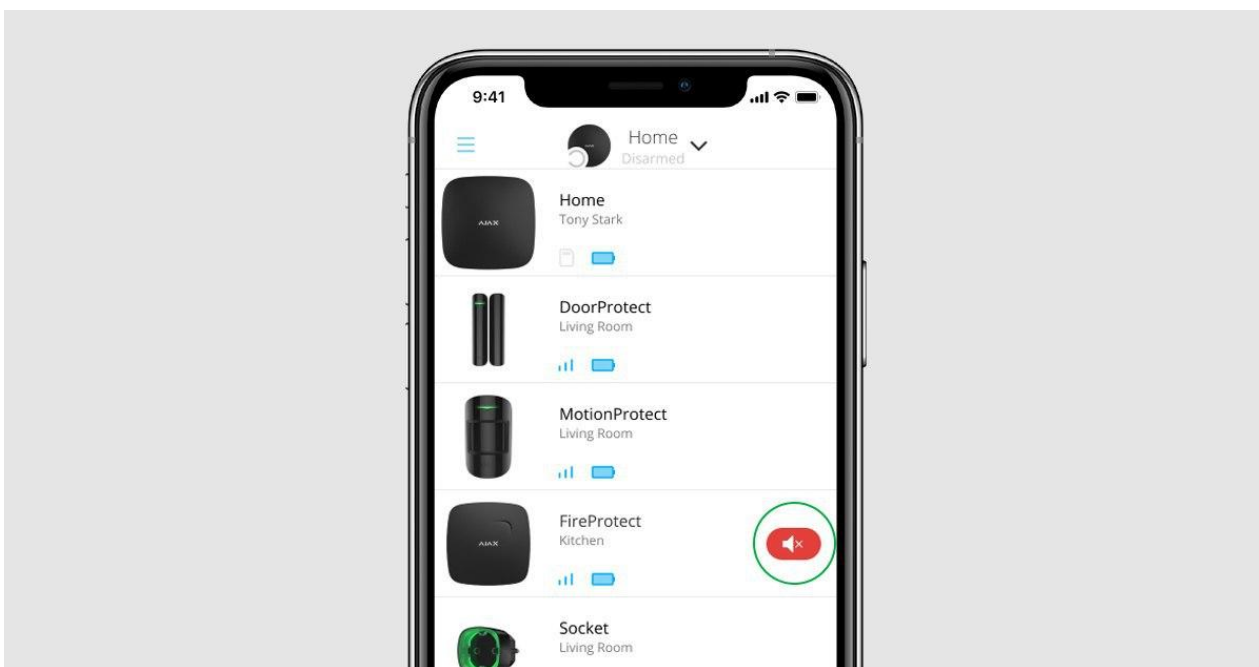 9:41
Home
Disarmed
AJAX
Home
Tony Stark
DoorProtect
Living Room
MotionProtect
Living Room
AJAX
FireProtect
Kitchen
Socket
Living Room